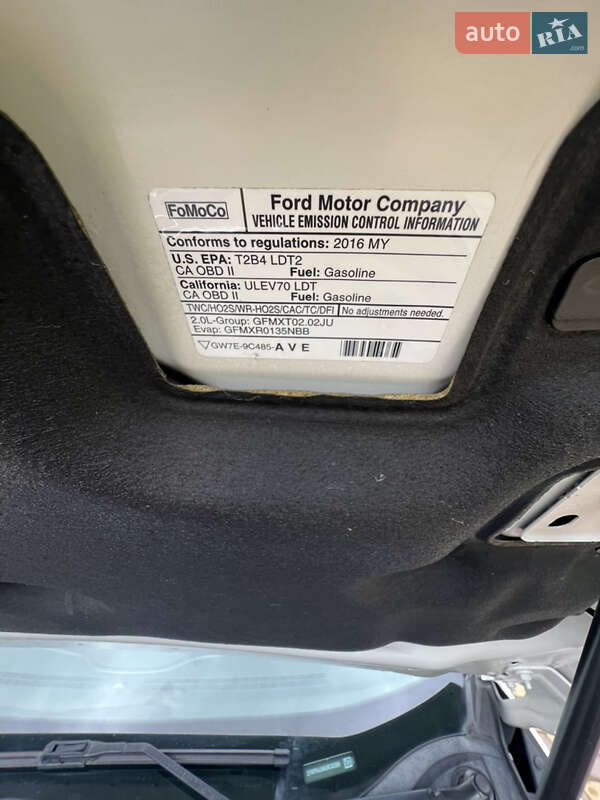 auto RIA .com
FoMoCo
Ford Motor Company
VEHICLE EMISSION CONTROL INFORMATION
Conforms to regulations: 2016 MY
U.S. EPA: T2B4 LDT2
CA OBD II Fuel: Gasoline
California: ULEV70 LDT
CA OBD II Fuel: Gasoline
TWC/HO2S/WR-HO2S/CAC/TC/DFI No adjustments needed.
2.0L-Group: GFMXT02.02JU
Evap: GFMXR0135NBB
GW7E-9C485-A V E